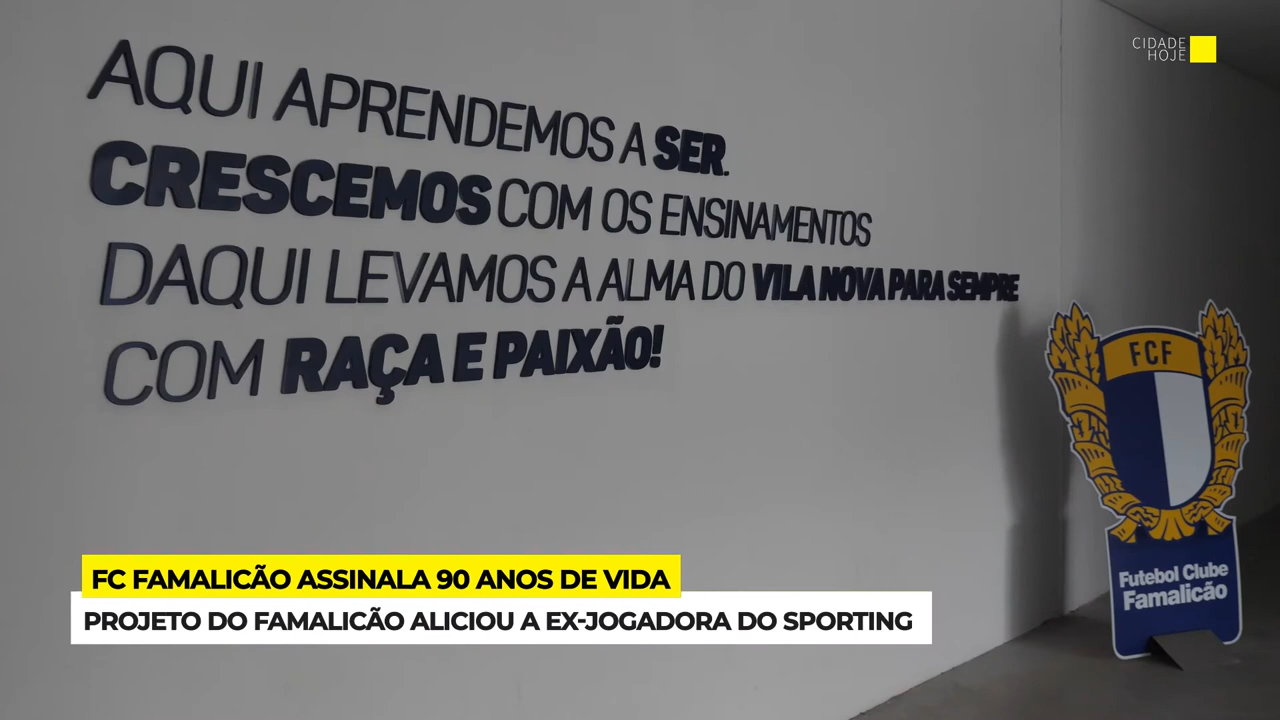 CIDADE
HOJE
AQUI APRENDEMOS A SER.
CRESCEMOS COM OS ENSINAMENTOS
DAQUI LEVAMOS A ALMA DO VILA NOVA PARA SEMPRE
COM RAÇA E PAIXÃO!
FCF
Futebol Clube
Famalicão
FC FAMALICÃO ASSINALA 90 ANOS DE VIDA
PROJETO DO FAMALICÃO ALICIOU A EX-JOGADORA DO SPORTING